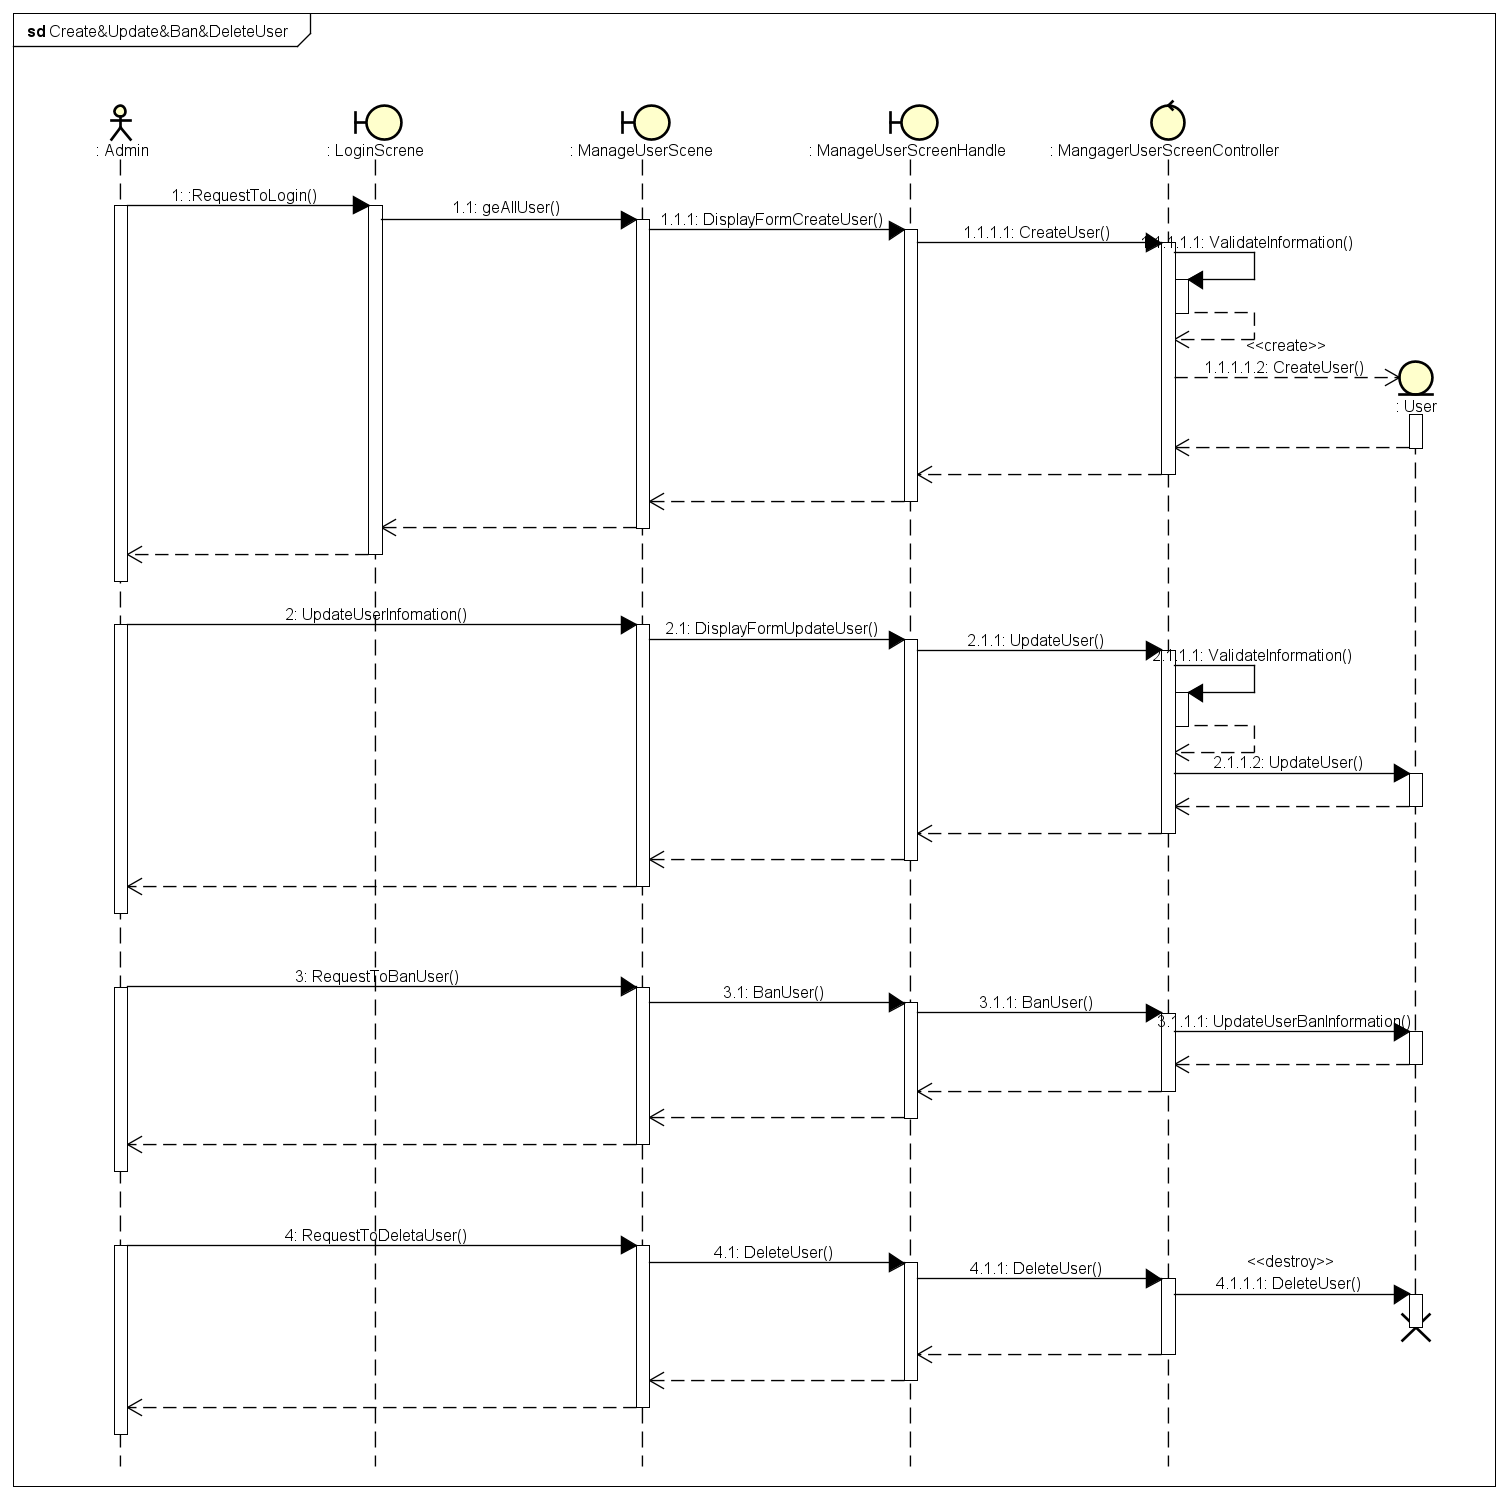 sd Create&Update&Ban&DeleteUser
: Admin
: LoginScrene
: ManageUserScene
: ManageUserScreenHandle
: MangagerUserScreenController
1: :RequestToLogin()
1.1: geAllUser()
1.1.1: DisplayFormCreateUser()
1.1.1.1: CreateUser()
1.1.1.1.1: ValidateInformation()
<<create>>
1.1.1.1.2: CreateUser()
: User
2: UpdateUserInfomation()
2.1: DisplayFormUpdateUser()
2.1.1: UpdateUser()
2.1.1.1: ValidateInformation()
2.1.1.2: UpdateUser()
3: RequestToBanUser()
3.1: BanUser()
3.1.1: BanUser()
3.1.1.1: UpdateUserBanInformation()
4: RequestToDeletaUser()
4.1: DeleteUser()
4.1.1: DeleteUser()
<<destroy>>
4.1.1.1: DeleteUser()